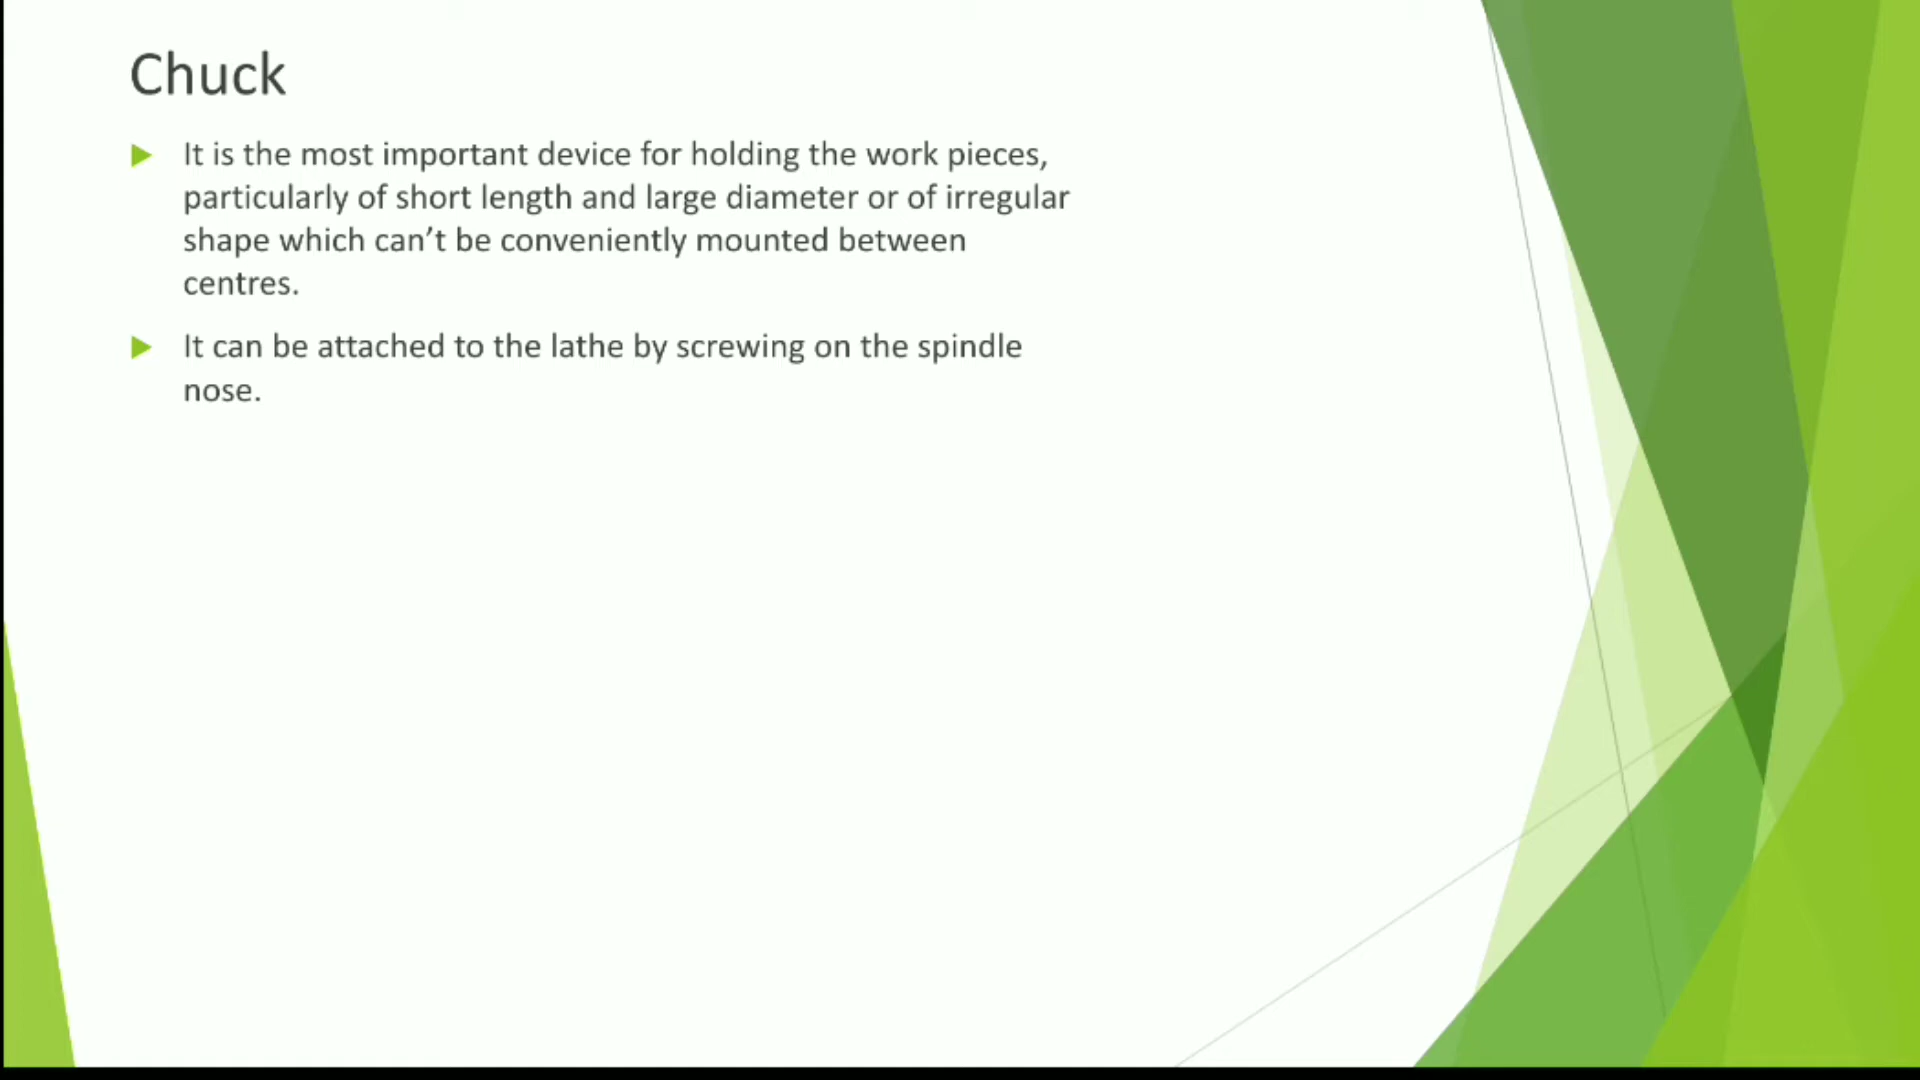 Chuck
It is the most important device for holding the work pieces,
particularly of short length and large diameter or of irregular
shape which can’t be conveniently mounted between
centres.
It can be attached to the lathe by screwing on the spindle
nose.